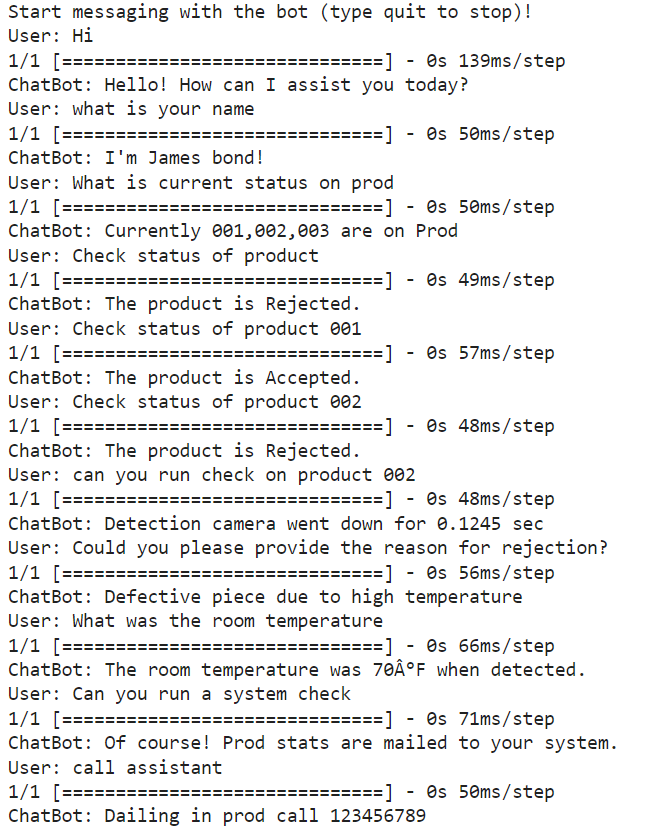 Start messaging with the bot (type quit to stop)!
User: Hi
1/1 [==============================] - 0s 139ms/step
ChatBot: Hello! How can I assist you today?
User: what is your name
1/1 [==============================] - 0s 50ms/step
ChatBot: I'm James bond!
User: What is current status on prod
1/1 [==============================] - 0s 50ms/step
ChatBot: Currently 001,002,003 are on Prod
User: Check status of product
1/1 [==============================] - 0s 49ms/step
ChatBot: The product is Rejected.
User: Check status of product 001
1/1 [==============================] - 0s 57ms/step
ChatBot: The product is Accepted.
User: Check status of product 002
1/1 [==============================] - 0s 48ms/step
ChatBot: The product is Rejected.
User: can you run check on product 002
1/1 [==============================] - 0s 48ms/step
ChatBot: Detection camera went down for 0.1245 sec
User: Could you please provide the reason for rejection?
1/1 [==============================] - 0s 56ms/step
ChatBot: Defective piece due to high temperature
User: What was the room temperature
1/1 [==============================] - 0s 66ms/step
ChatBot: The room temperature was 70Â°F when detected.
User: Can you run a system check
1/1 [==============================] - 0s 71ms/step
ChatBot: Of course! Prod stats are mailed to your system.
User: call assistant
1/1 [==============================] - 0s 50ms/step
ChatBot: Dailing in prod call 123456789